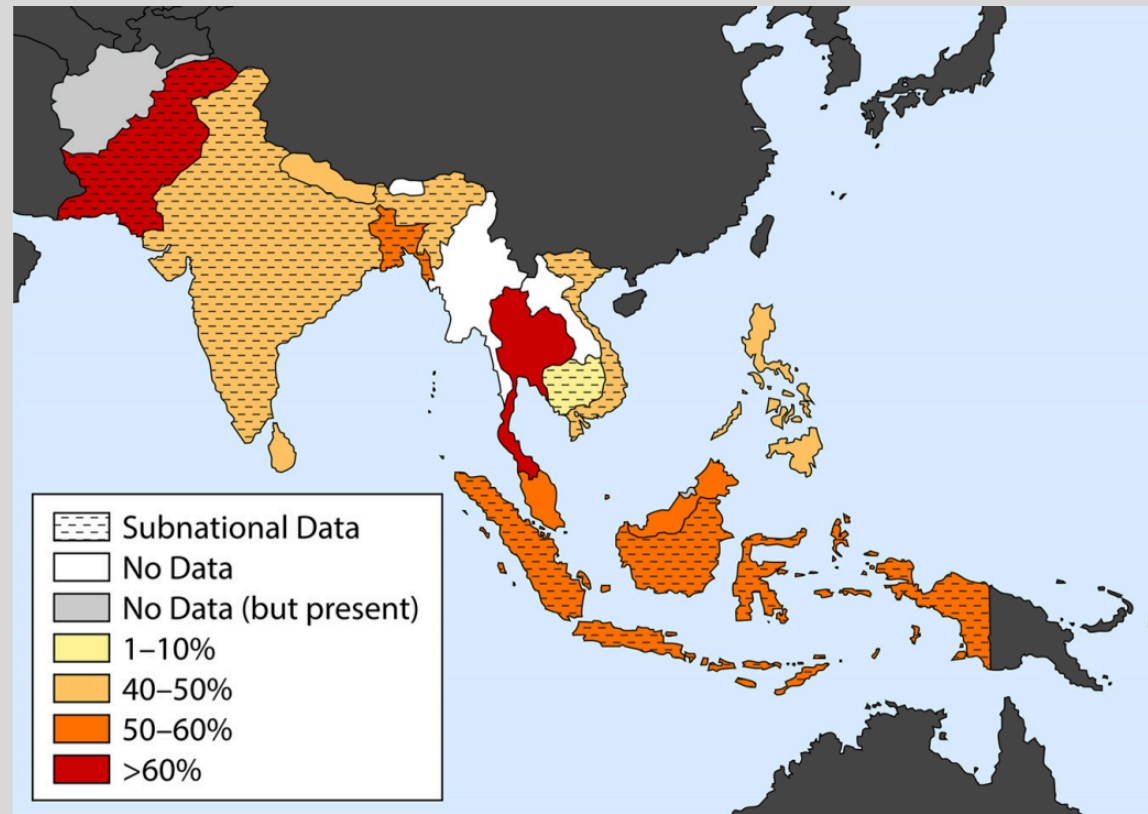 Subnational Data
No Data
No Data (but present)
1–10%
40–50%
50–60%
>60%